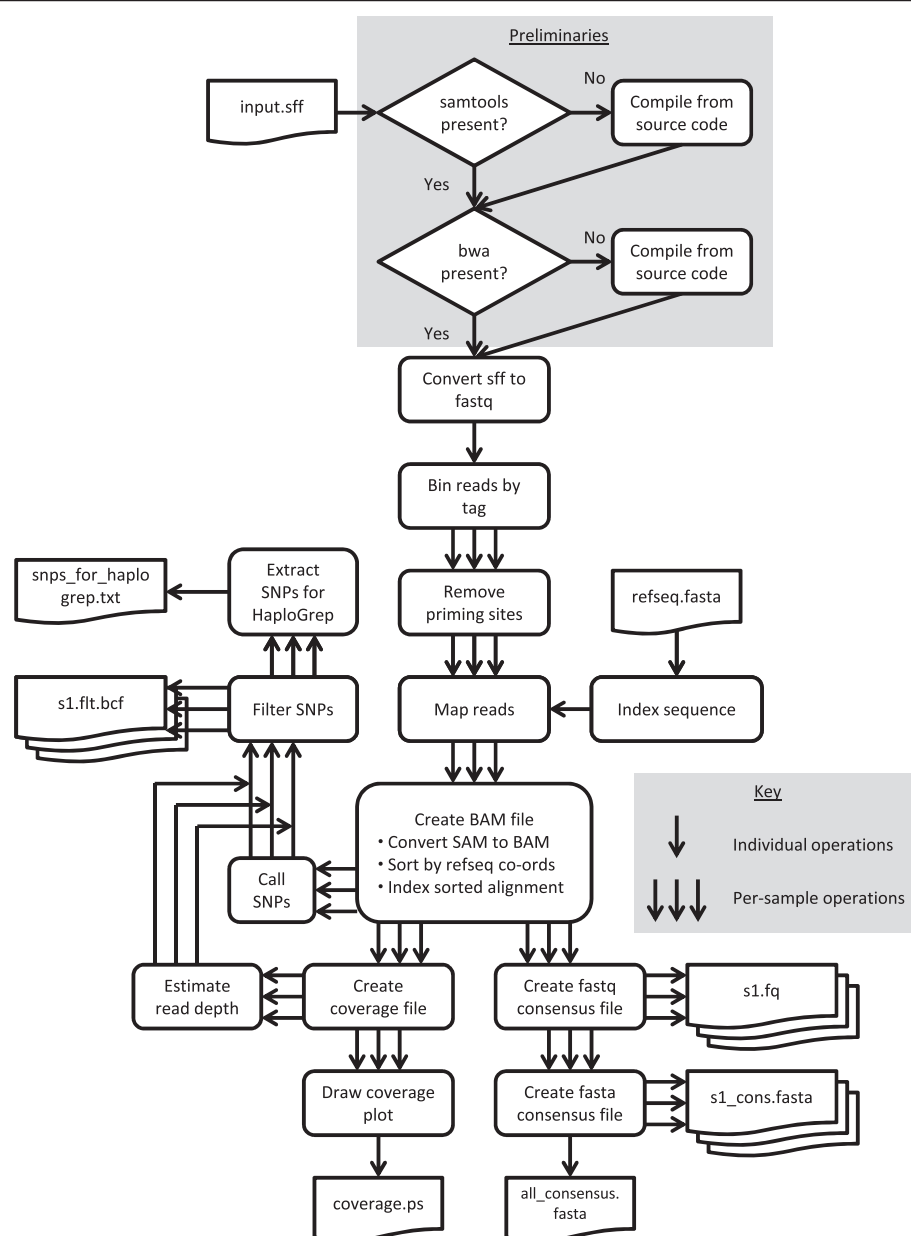 Preliminaries
input.sff
samtools
present?
No
Compile from
source code
Yes
bwa
present?
No
Compile from
source code
Yes
Convert sff to
fastq
Bin reads by
tag
snps_for_haplo
grep.txt
Extract
SNPs for
HaploGrep
Remove
priming sites
refseq.fasta
s1.flt.bcf
Filter SNPs
Map reads
Index sequence
Create BAM file
• Convert SAM to BAM
• Sort by refseq co-ords
• Index sorted alignment
Key
Individual operations
Per-sample operations
Call
SNPs
Estimate
read depth
Create
coverage file
Create fastq
consensus file
s1.fq
Draw coverage
plot
Create fasta
consensus file
s1_cons.fasta
coverage.ps
all_consensus.
fasta